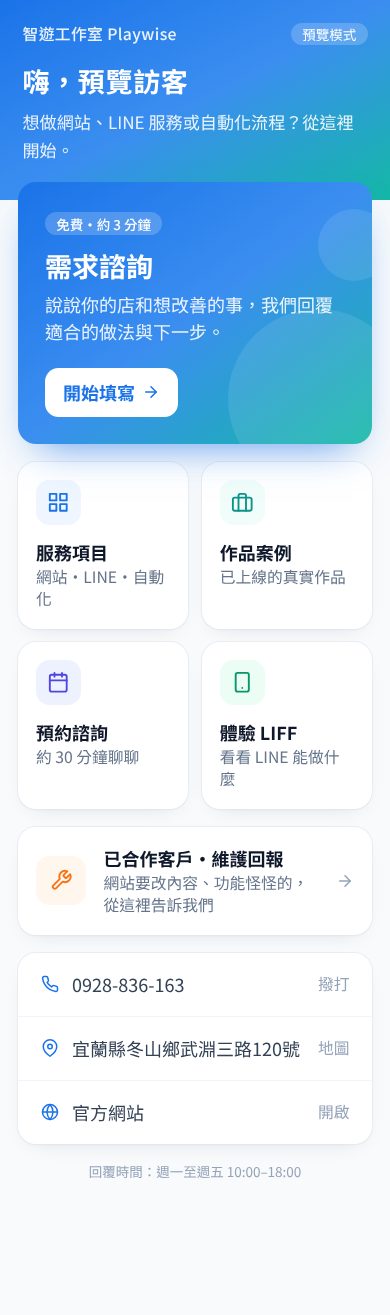 智遊工作室 Playwise
預覽模式
嗨，預覽訪客
想做網站、LINE 服務或自動化流程？從這裡
開始。
免費・約 3 分鐘
需求諮詢
說說你的店和想改善的事，我們回覆
適合的做法與下一步。
開始填寫
服務項目
網站・LINE・自動
化
作品案例
已上線的真實作品
預約諮詢
約 30 分鐘聊聊
體驗 LIFF
看看 LINE 能做什
麼
已合作客戶・維護回報
網站要改內容、功能怪怪的，
從這裡告訴我們
0928-836-163
撥打
宜蘭縣冬山鄉武淵三路120號
地圖
官方網站
開啟
回覆時間：週一至週五 10:00–18:00